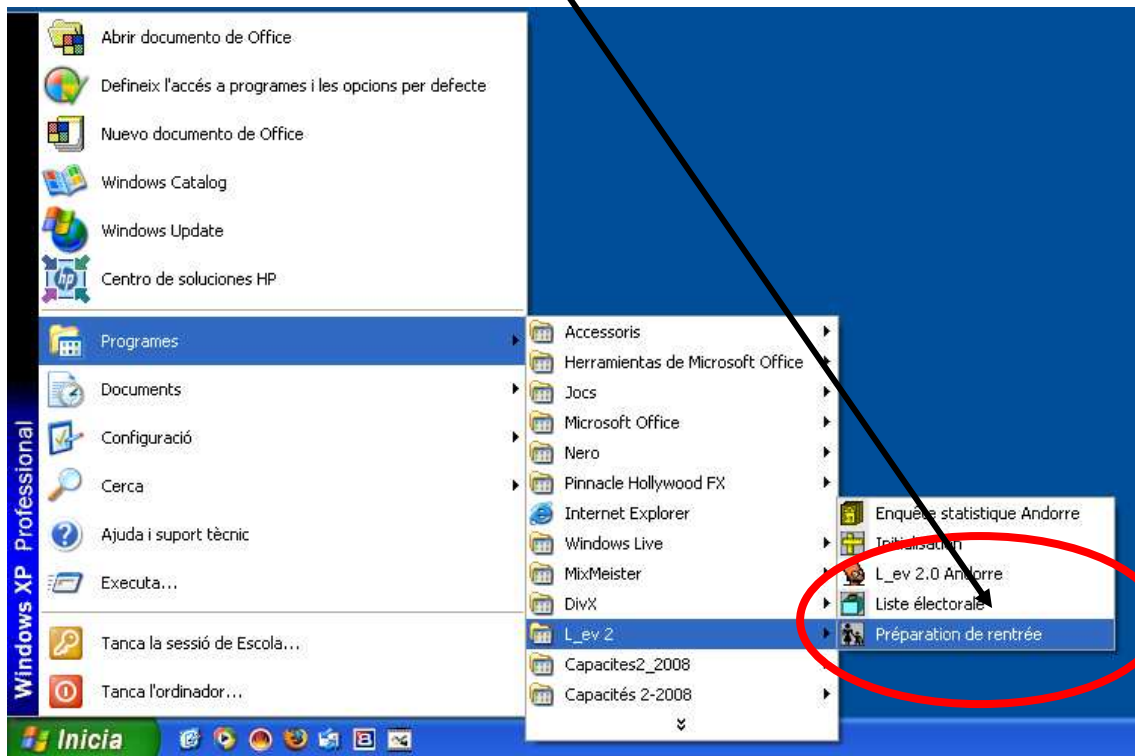 Abrir documento de Office
Defineix l'accés a programes i les opcions per defecte
Nuevo documento de Office
Windows Catalog
Windows Update
Centro de soluciones HP
Programes
Documents
Configuració
Cerca
Ajuda i suport tècnic
Executa...
Tanca la sessió de Escola...
Tanca l'ordinador...
Windows XP Professional
Accessoris
Herramientas de Microsoft Office
Jocs
Microsoft Office
Nero
Pinnacle Hollywood FX
Internet Explorer
Windows Live
MixMeister
DivX
L_ev 2
Capacites2_2008
Capacités 2-2008
Enquête statistique Andorre
Initialisation
L_ev 2.0 Andorre
Liste électorale
Préparation de rentrée
Inicia